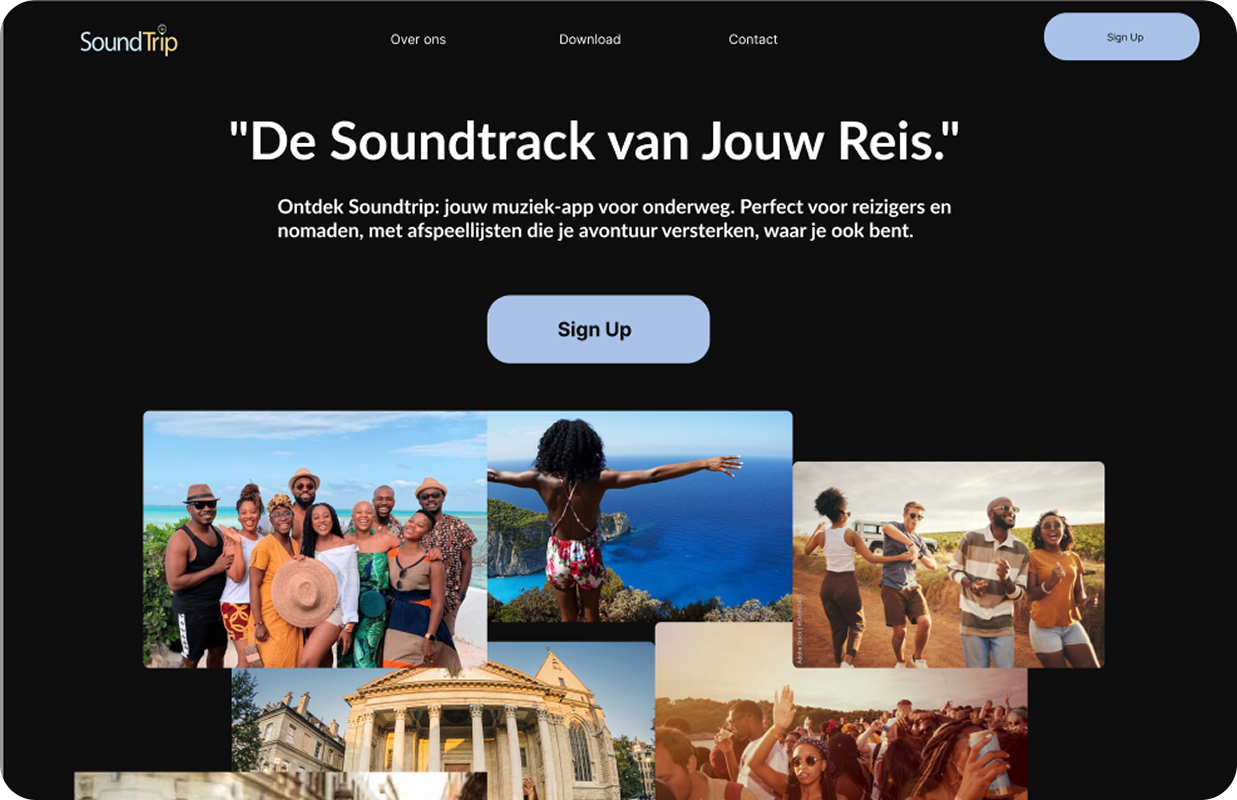 SoundTrip
Over ons
Download
Contact
Sign Up
"De Soundtrack van Jouw Reis."
Ontdek Soundtrip: jouw muziek-app voor onderweg. Perfect voor reizigers en
nomaden, met afspeellijsten die je avontuur versterken, waar je ook bent.
Sign Up